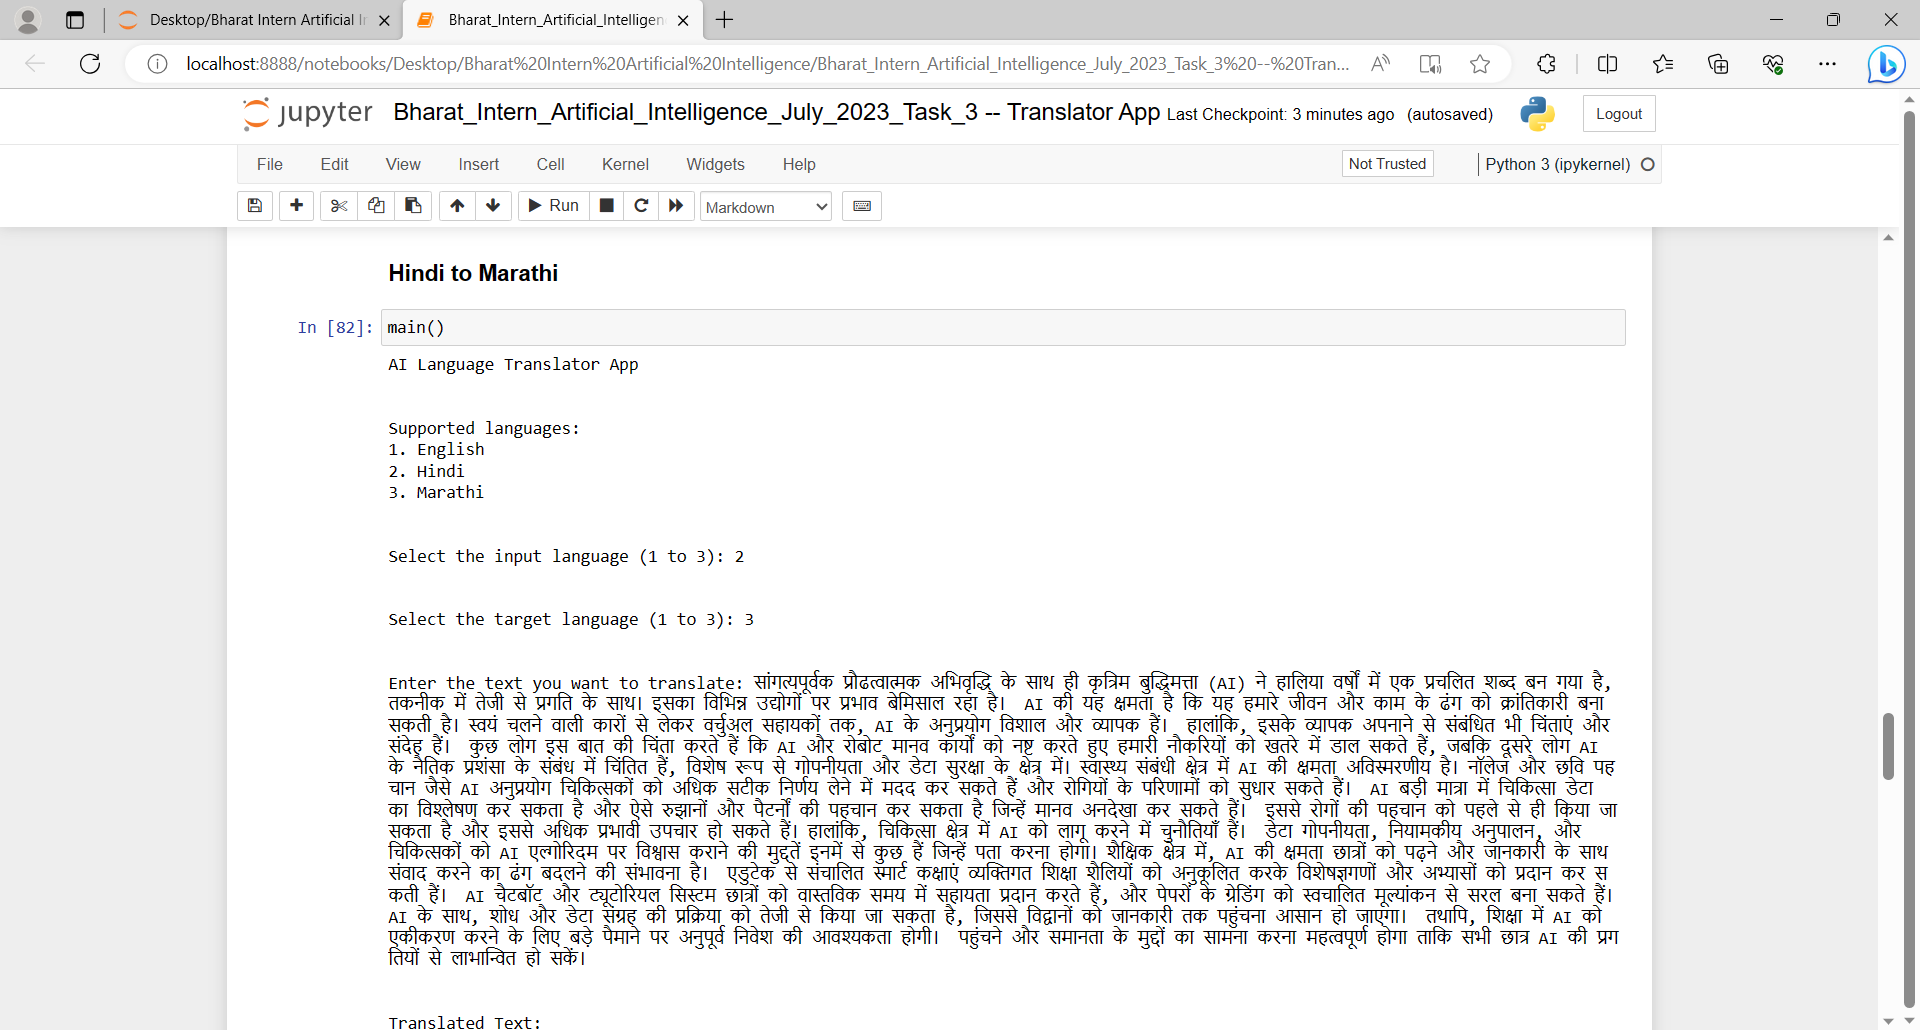 Desktop/Bharat Intern Artificial Ir
Bharat_Intern_Artificial_Intelligen
localhost:8888/notebooks/Desktop/Bharat%20Intern%20Artificial%20Intelligence/Bharat_Intern_Artificial_Intelligence_July_2023_Task_3%20--%20Tran...
jupyter Bharat_Intern_Artificial_Intelligence_July_2023_Task_3 -- Translator App Last Checkpoint: 3 minutes ago (autosaved)
Logout
File Edit View Insert Cell Kernel Widgets Help
Not Trusted
Python 3 (ipykernel)
Run
Markdown
Hindi to Marathi
In [82]: main()
AI Language Translator App
Supported languages:
1. English
2. Hindi
3. Marathi
Select the input language (1 to 3): 2
Select the target language (1 to 3): 3
Enter the text you want to translate: सांगत्यपूर्वक प्रौढत्वात्मक अभिवृद्धि के साथ ही कृत्रिम बुद्धिमत्ता (AI) ने हालिया वर्षों में एक प्रचलित शब्द बन गया है,
तकनीक में तेजी से प्रगति के साथ। इसका विभिन्न उद्योगों पर प्रभाव बेमिसाल रहा है। AI की यह क्षमता है कि यह हमारे जीवन और काम के ढंग को क्रांतिकारी बना
सकती है। स्वयं चलने वाली कारों से लेकर वर्चुअल सहायकों तक, AI के अनुप्रयोग विशाल और व्यापक हैं। हालांकि, इसके व्यापक अपनाने से संबंधित भी चिंताएं और
संदेह हैं। कुछ लोग इस बात की चिंता करते हैं कि AI और रोबोट मानव कार्यों को नष्ट करते हुए हमारी नौकरियों को खतरे में डाल सकते हैं, जबकि दूसरे लोग AI
के नैतिक प्रशंसा के संबंध में चिंतित हैं, विशेष रूप से गोपनीयता और डेटा सुरक्षा के क्षेत्र में। स्वास्थ्य संबंधी क्षेत्र में AI की क्षमता अविस्मरणीय है। नॉलेज और छवि पह
चान जैसे AI अनुप्रयोग चिकित्सकों को अधिक सटीक निर्णय लेने में मदद कर सकते हैं और रोगियों के परिणामों को सुधार सकते हैं। AI बड़ी मात्रा में चिकित्सा डेटा
का विश्लेषण कर सकता है और ऐसे रुझानों और पैटर्नों की पहचान कर सकता है जिन्हें मानव अनदेखा कर सकते हैं। इससे रोगों की पहचान को पहले से ही किया जा
सकता है और इससे अधिक प्रभावी उपचार हो सकते हैं। हालांकि, चिकित्सा क्षेत्र में AI को लागू करने में चुनौतियाँ हैं। डेटा गोपनीयता, नियामकीय अनुपालन, और
चिकित्सकों को AI एल्गोरिदम पर विश्वास कराने की मुद्दतें इनमें से कुछ हैं जिन्हें पता करना होगा। शैक्षिक क्षेत्र में, AI की क्षमता छात्रों को पढ़ने और जानकारी के साथ
संवाद करने का ढंग बदलने की संभावना है। एडुटेक से संचालित स्मार्ट कक्षाएं व्यक्तिगत शिक्षा शैलियों को अनुकूलित करके विशेषज्ञगणों और अभ्यासों को प्रदान कर स
कती हैं। AI चैटबॉट और ट्यूटोरियल सिस्टम छात्रों को वास्तविक समय में सहायता प्रदान करते हैं, और पेपरों के ग्रेडिंग को स्वचालित मूल्यांकन से सरल बना सकते हैं।
AI के साथ, शोध और डेटा संग्रह की प्रक्रिया को तेजी से किया जा सकता है, जिससे विद्वानों को जानकारी तक पहुंचना आसान हो जाएगा। तथापि, शिक्षा में AI को
एकीकरण करने के लिए बड़े पैमाने पर अनुपूर्व निवेश की आवश्यकता होगी। पहुंचने और समानता के मुद्दों का सामना करना महत्वपूर्ण होगा ताकि सभी छात्र AI की प्रग
तियों से लाभान्वित हो सकें।
Translated Text: